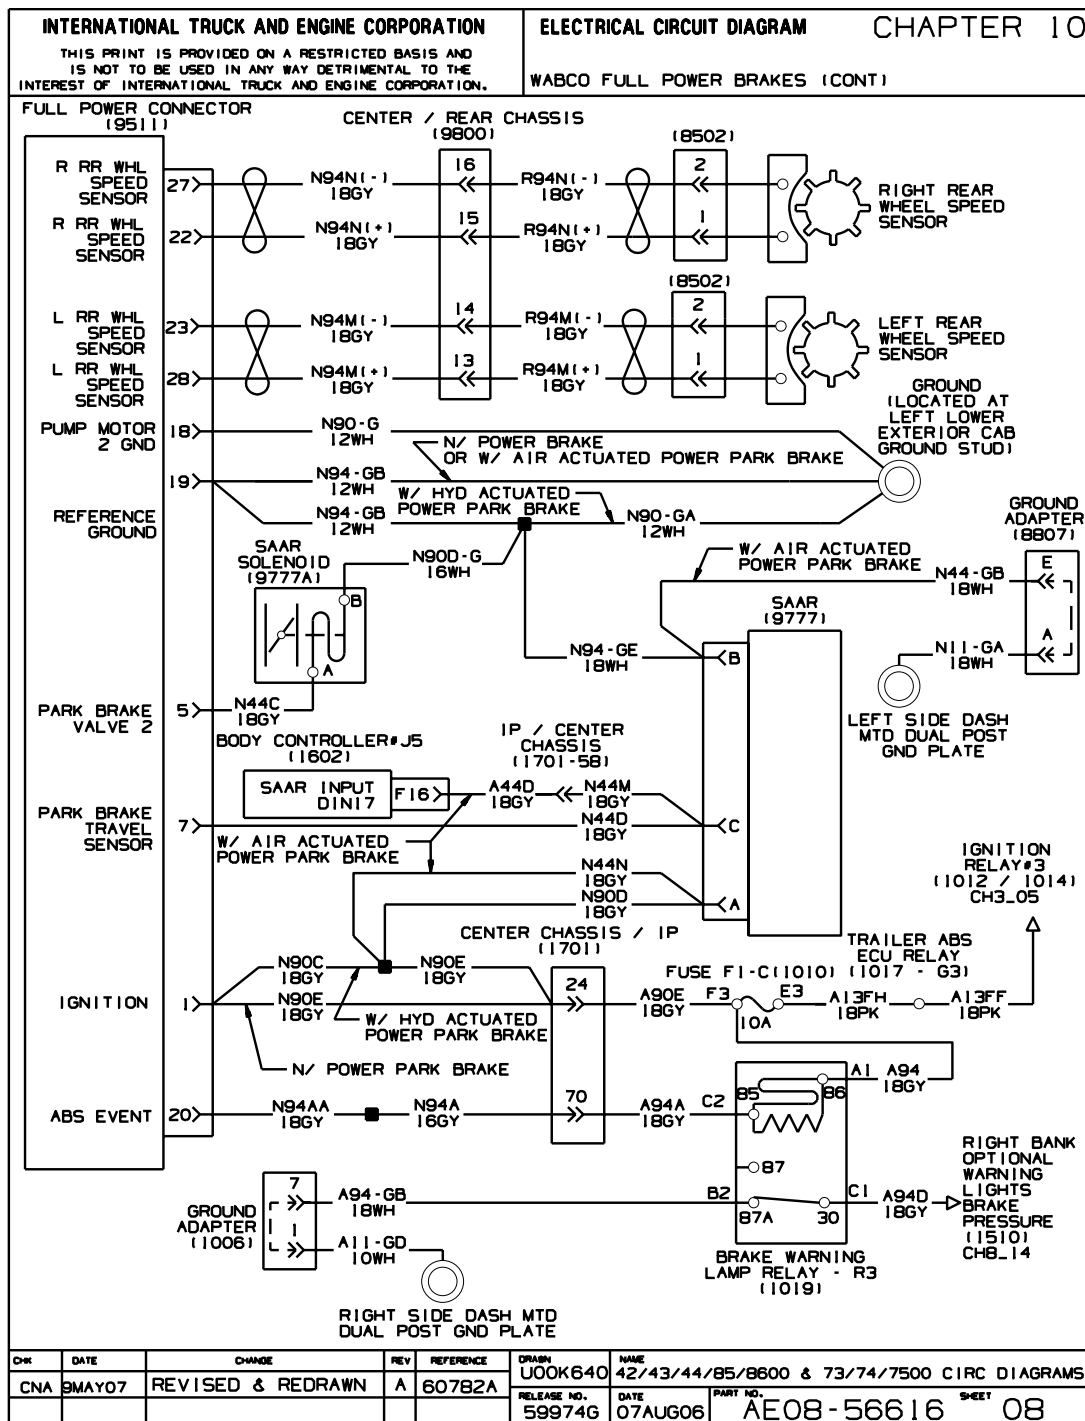 INTERNATIONAL TRUCK AND ENGINE CORPORATION
THIS PRINT IS PROVIDED ON A RESTRICTED BASIS AND
IS NOT TO BE USED IN ANY WAY DETRIMENTAL TO THE
INTEREST OF INTERNATIONAL TRUCK AND ENGINE CORPORATION.
ELECTRICAL CIRCUIT DIAGRAM
CHAPTER 10
WABCO FULL POWER BRAKES (CONT)
FULL POWER CONNECTOR
(9511)
CENTER / REAR CHASSIS
(9800)
(8502)
R RR WHL
SPEED
SENSOR
27
N94N(-)
18GY
16
R94N(-)
18GY
2
R RR WHL
SPEED
SENSOR
22
N94N(+)
18GY
15
R94N(+)
18GY
1
RIGHT REAR
WHEEL SPEED
SENSOR
(8502)
L RR WHL
SPEED
SENSOR
23
N94M(-)
18GY
14
R94M(-)
18GY
2
L RR WHL
SPEED
SENSOR
28
N94M(+)
18GY
13
R94M(+)
18GY
1
LEFT REAR
WHEEL SPEED
SENSOR
GROUND
(LOCATED AT
LEFT LOWER
EXTERIOR CAB
GROUND STUD)
PUMP MOTOR
2 GND
18
N90-G
12WH
N/ POWER BRAKE
OR W/ AIR ACTUATED POWER PARK BRAKE
19
N94-GB
12WH
W/ HYD ACTUATED
POWER PARK BRAKE
REFERENCE
GROUND
N94-GB
12WH
N90-GA
12WH
GROUND
ADAPTER
(8807)
SAAR
SOLENOID
(9777A)
N90D-G
16WH
B
A
W/ AIR ACTUATED
POWER PARK BRAKE
N44-GB
18WH
E
SAAR
(9777)
N94-GE
18WH
B
N11-GA
18WH
A
PARK BRAKE
VALVE 2
5
N44C
18GY
LEFT SIDE DASH
MTD DUAL POST
GND PLATE
BODY CONTROLLER#J5
(1602)
IP / CENTER
CHASSIS
(1701-58)
SAAR INPUT
DIN17
F16
A44D
18GY
N44M
18GY
PARK BRAKE
TRAVEL
SENSOR
7
N44D
18GY
C
W/ AIR ACTUATED
POWER PARK BRAKE
N44N
18GY
N90D
18GY
A
IGNITION
RELAY#3
(1012 / 1014)
CH3_05
CENTER CHASSIS / IP
(1701)
TRAILER ABS
ECU RELAY
(1017 - G3)
FUSE F1-C(1010)
N90C
18GY
N90E
18GY
24
IGNITION
1
N90E
18GY
A90E
18GY
F3
E3
10A
A13FH
18PK
A13FF
18PK
W/ HYD ACTUATED
POWER PARK BRAKE
N/ POWER PARK BRAKE
A1
A94
18GY
85
86
ABS EVENT
20
N94AA
18GY
N94A
16GY
70
A94A
18GY
C2
87
RIGHT BANK
OPTIONAL
WARNING
LIGHTS
BRAKE
PRESSURE
(1510)
CH8_14
GROUND
ADAPTER
(1006)
7
A94-GB
18WH
B2
87A
30
C1
A94D
18GY
1
A11-GD
10WH
BRAKE WARNING
LAMP RELAY - R3
(1019)
RIGHT SIDE DASH MTD
DUAL POST GND PLATE
CHK DATE CHANGE REV REFERENCE
CNA 9MAY07 REVISED & REDRAWN A 60782A
DRAWN
U00K640
NAME
42/43/44/85/8600 & 73/74/7500 CIRC DIAGRAMS
RELEASE NO.
59974G
DATE
07AUG06
PART NO.
AE08-56616
SHEET
08